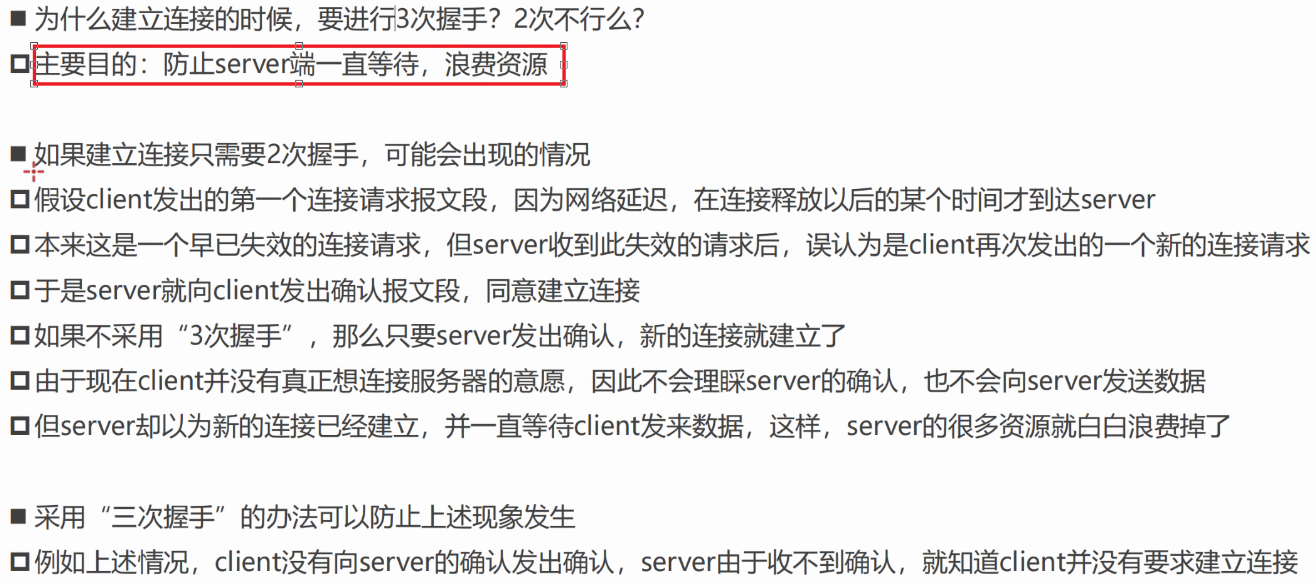 为什么建立连接的时候，要进行3次握手？2次不行么？
主要目的：防止server端一直等待，浪费资源
如果建立连接只需要2次握手，可能会出现的情况
假设client发出的第一个连接请求报文段，因为网络延迟，在连接释放以后的某个时间才到达server
本来这是一个早已失效的连接请求，但server收到此失效的请求后，误认为是client再次发出的一个新的连接请求
于是server就向client发出确认报文段，同意建立连接
如果不采用“3次握手”，那么只要server发出确认，新的连接就建立了
由于现在client并没有真正想连接服务器的意愿，因此不会理睬server的确认，也不会向server发送数据
但server却以为新的连接已经建立，并一直等待client发来数据，这样，server的很多资源就白白浪费掉了
采用“三次握手”的办法可以防止上述现象发生
例如上述情况，client没有向server的确认发出确认，server由于收不到确认，就知道client并没有要求建立连接